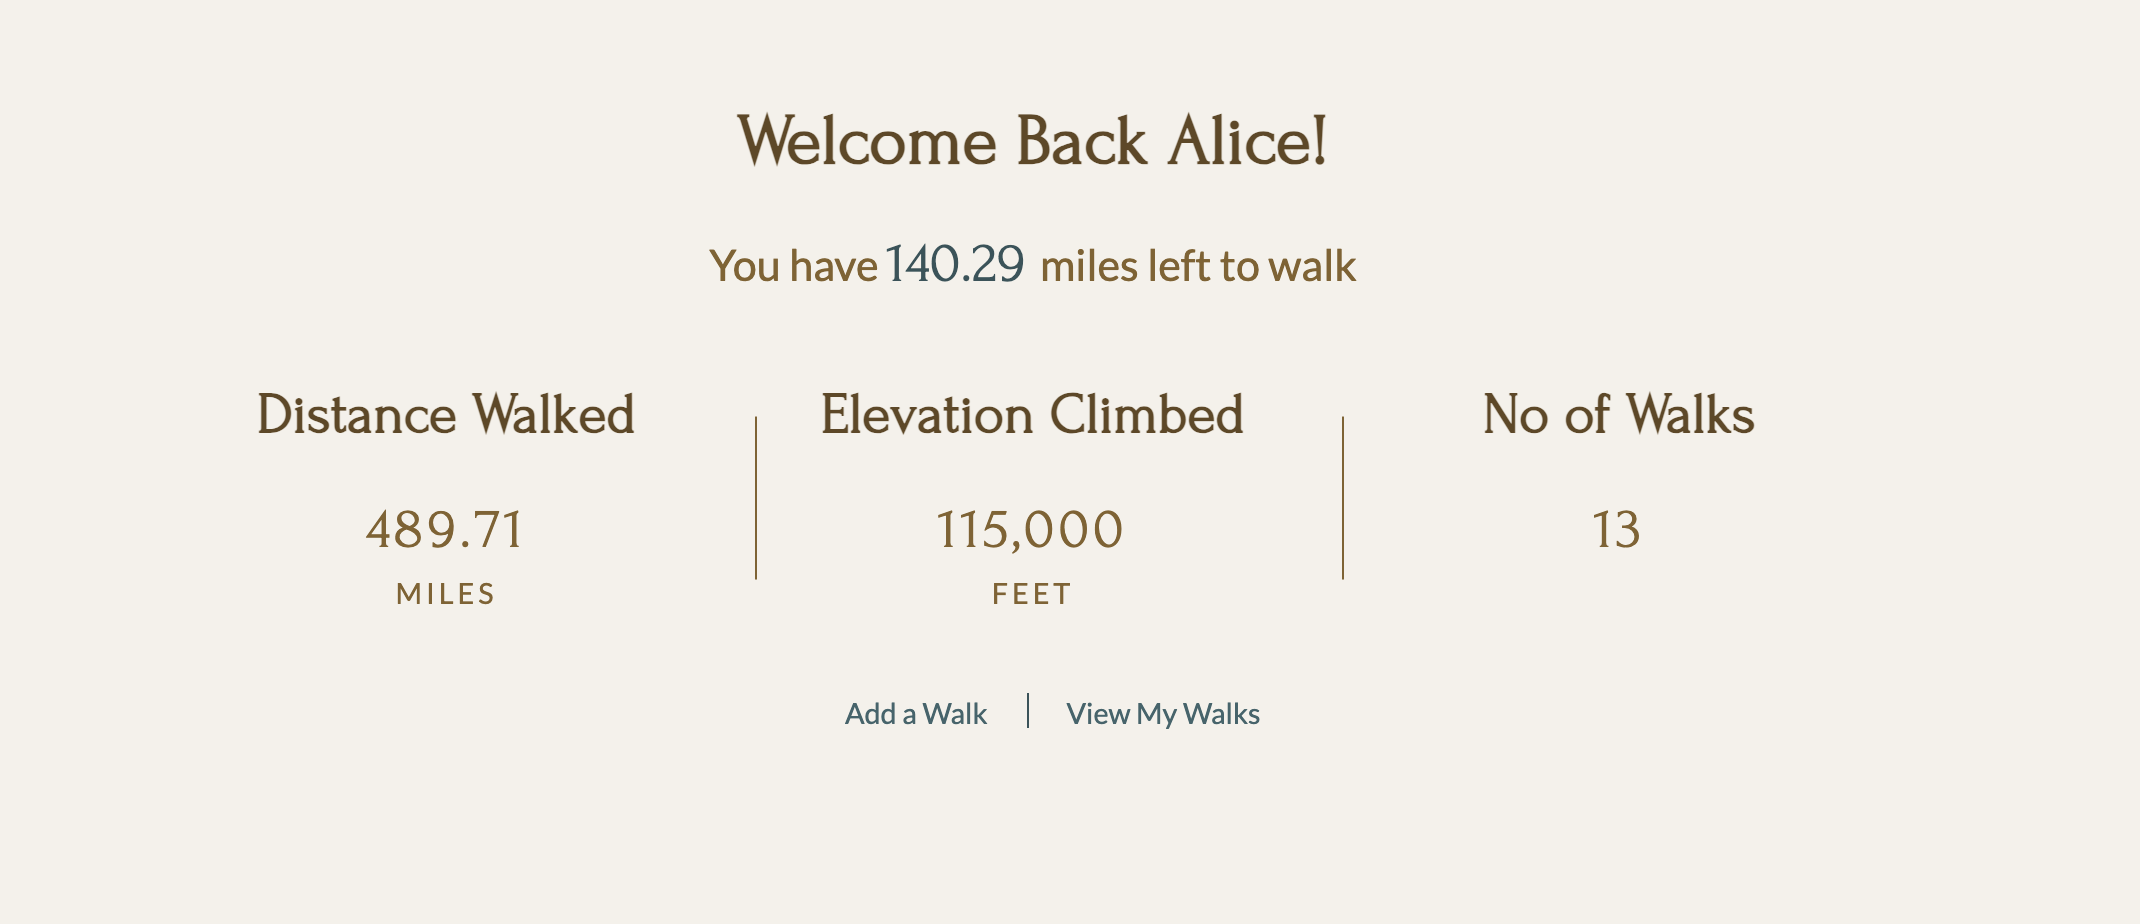 Welcome Back Alice!
You have 140.29 miles left to walk
Distance Walked
489.71
MILES
Elevation Climbed
115,000
FEET
No of Walks
13
Add a Walk | View My Walks